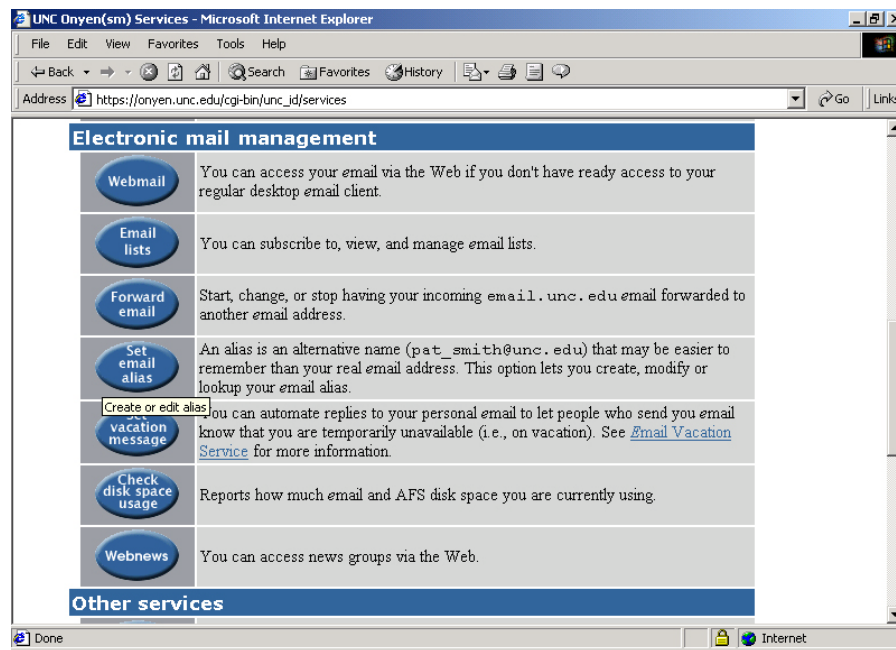 UNC Onyen(sm) Services - Microsoft Internet Explorer
File Edit View Favorites Tools Help
Back Search Favorites History
Address https://onyen.unc.edu/cgi-bin/unc_id/services Go Links
Electronic mail management
Webmail
You can access your email via the Web if you don't have ready access to your
regular desktop email client.
Email
lists
You can subscribe to, view, and manage email lists.
Forward
email
Start, change, or stop having your incoming email.unc.edu email forwarded to
another email address.
Set
email
alias
An alias is an alternative name (pat_smith@unc.edu) that may be easier to
remember than your real email address. This option lets you create, modify or
lookup your email alias.
Create or edit alias
Set
vacation
message
You can automate replies to your personal email to let people who send you email
know that you are temporarily unavailable (i.e., on vacation). See Email Vacation
Service for more information.
Check
disk space
usage
Reports how much email and AFS disk space you are currently using.
Webnews
You can access news groups via the Web.
Other services
Done Internet